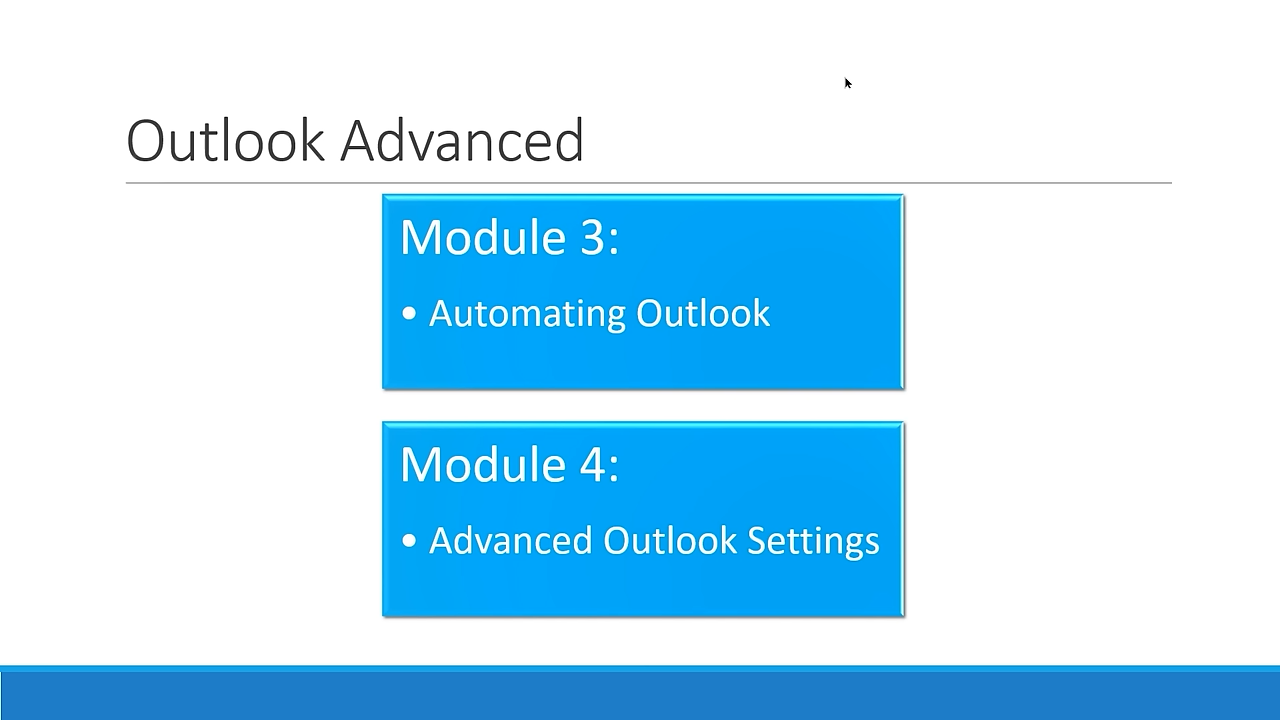 Outlook Advanced
Module 3:
• Automating Outlook
Module 4:
• Advanced Outlook Settings